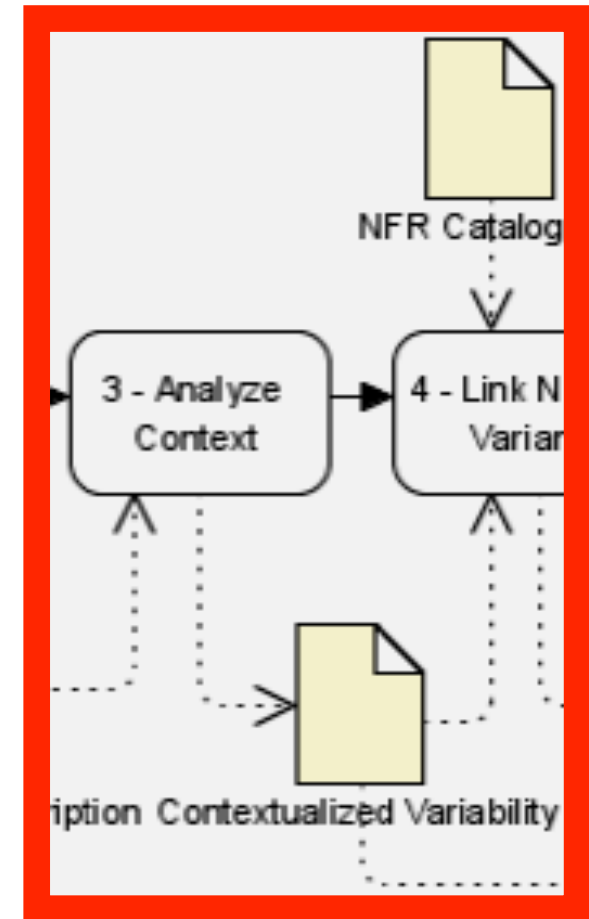 NFR Catalog
3 - Analyze
Context
4 - Link N
Varian
ription Contextualized Variability